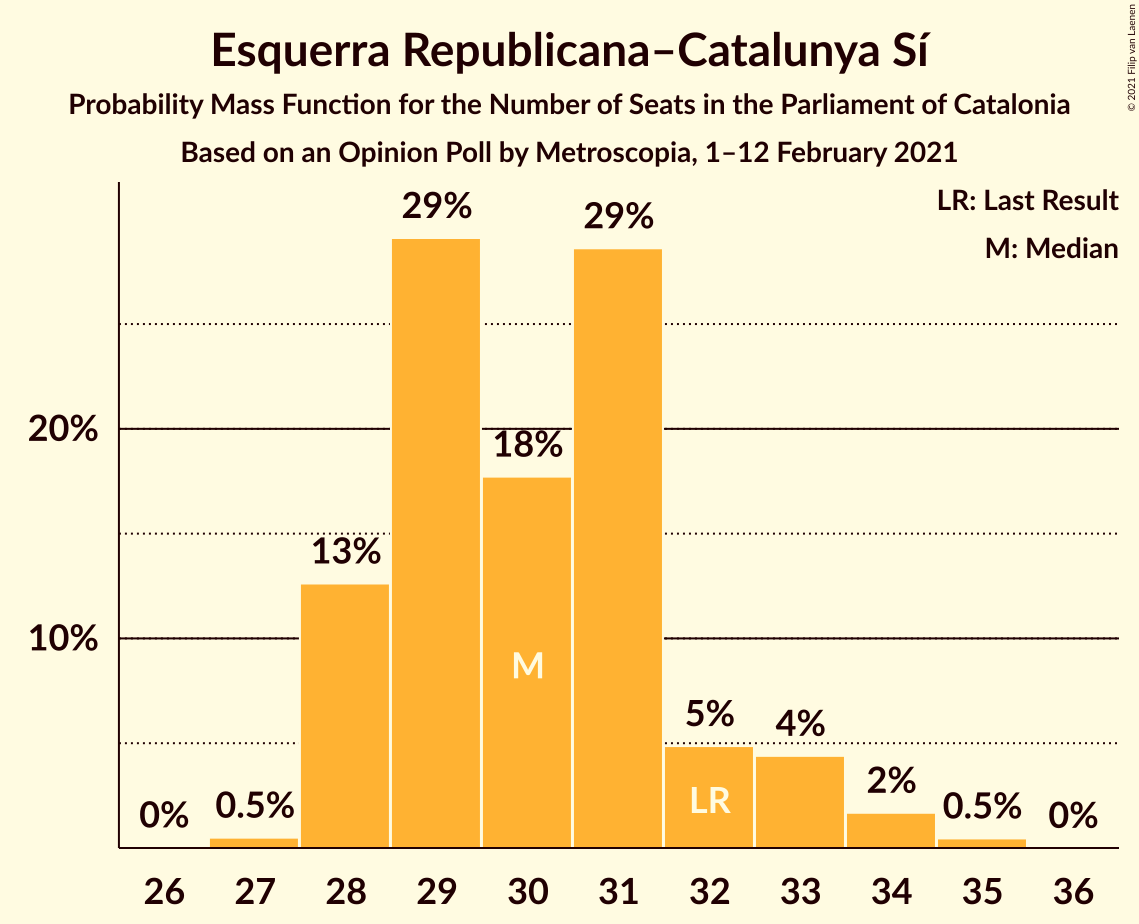 Esquerra Republicana–Catalunya Sí
Probability Mass Function for the Number of Seats in the Parliament of Catalonia
Based on an Opinion Poll by Metroscopia, 1–12 February 2021
© 2021 Filip van Laenen
LR: Last Result
M: Median
20%
10%
0%
0.5%
13%
29%
18%
29%
5%
4%
2%
0.5%
0%
M
LR
26 27 28 29 30 31 32 33 34 35 36